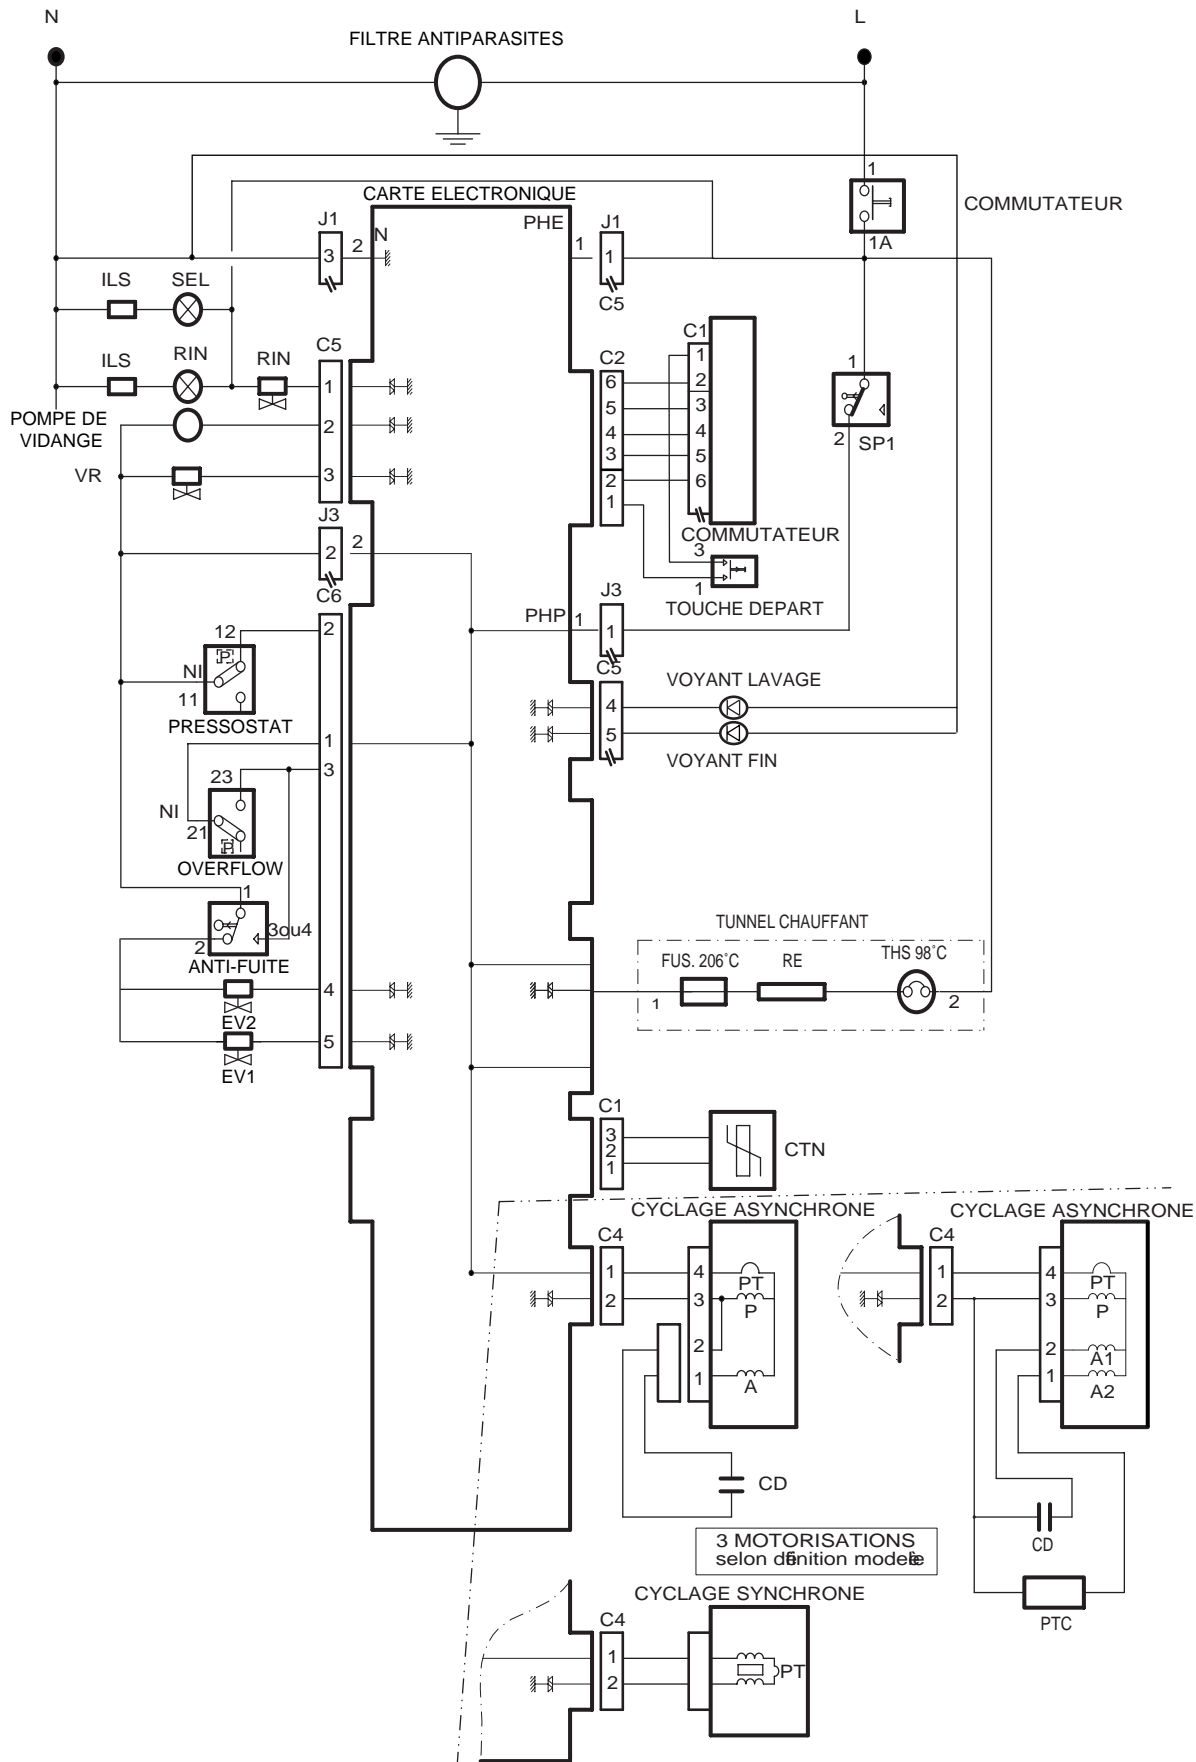 N
L
FILTRE ANTIPARASITES
1
COMMUTATEUR
1A
CARTE ELECTRONIQUE
J1
3
2
N
PHE
1
J1
1
C5
ILS
SEL
ILS
RIN
RIN
C5
1
2
3
POMPE DE
VIDANGE
VR
J3
2
2
C6
C2
6
5
4
3
2
1
C1
1
2
3
4
5
6
COMMUTATEUR
3
1
TOUCHE DEPART
1
2
SP1
PHP
1
J3
1
C5
4
5
VOYANT LAVAGE
VOYANT FIN
12
P
NI
11
PRESSOSTAT
2
1
3
23
NI
21
P
OVERFLOW
1
3ou4
2
ANTI-FUITE
EV2
4
EV1
5
TUNNEL CHAUFFANT
FUS. 206°C
RE
THS 98°C
1
2
C1
3
2
1
CTN
CYCLAGE ASYNCHRONE
C4
1
2
4
3
2
1
PT
P
A
CD
CYCLAGE ASYNCHRONE
C4
1
2
4
3
2
1
PT
P
A1
A2
CD
PTC
3 MOTORISATIONS
selon
CYCLAGE SYNCHRONE
C4
1
2
PT